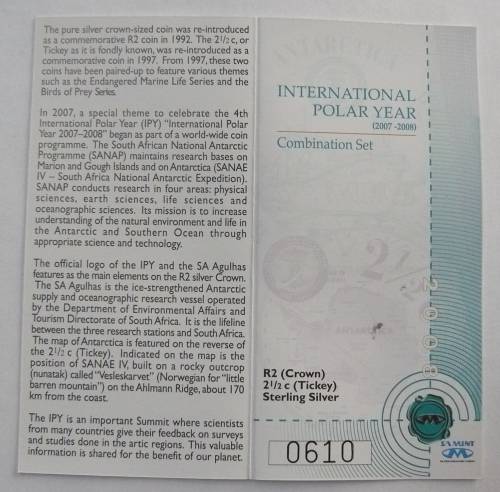 The pure silver crown-sized coin was re-introduced
as a commemorative R2 coin in 1992. The 2½ c, or
Tickey as it is fondly known, was re-introduced as a
commemorative coin in 1997. From 1997, these two
coins have been paired-up to feature various themes
such as the Endangered Marine Life Series and the
Birds of Prey Series.
In 2007, a special theme to celebrate the 4th
International Polar Year (IPY) "International Polar
Year 2007–2008" began as part of a world-wide coin
programme. The South African National Antarctic
Programme (SANAP) maintains research bases on
Marion and Gough Islands and on Antarctica (SANAE
IV – South Africa National Antarctic Expedition).
SANAP conducts research in four areas: physical
sciences, earth sciences, life sciences and
oceanographic sciences. Its mission is to increase
understanding of the natural environment and life in
the Antarctic and Southern Ocean through
appropriate science and technology.
The official logo of the IPY and the SA Agulhas
features as the main elements on the R2 silver Crown.
The SA Agulhas is the ice-strengthened Antarctic
supply and oceanographic research vessel operated
by the Department of Environmental Affairs and
Tourism Directorate of South Africa. It is the lifeline
between the three research stations and South Africa.
The map of Antarctica is featured on the reverse of
the 2½ c (Tickey). Indicated on the map is the
position of SANAE IV, built on a rocky outcrop
(nunatak) called "Vesleskarvet" (Norwegian for "little
barren mountain") on the Ahlmann Ridge, about 170
km from the coast.
The IPY is an important Summit where scientists
from many countries give their feedback on surveys
and studies done in the artic regions. This valuable
information is shared for the benefit of our planet.
INTERNATIONAL
POLAR YEAR
(2007 -2008)
Combination Set
2½
R2 (Crown)
2½ c (Tickey)
Sterling Silver
0610
SA MINT